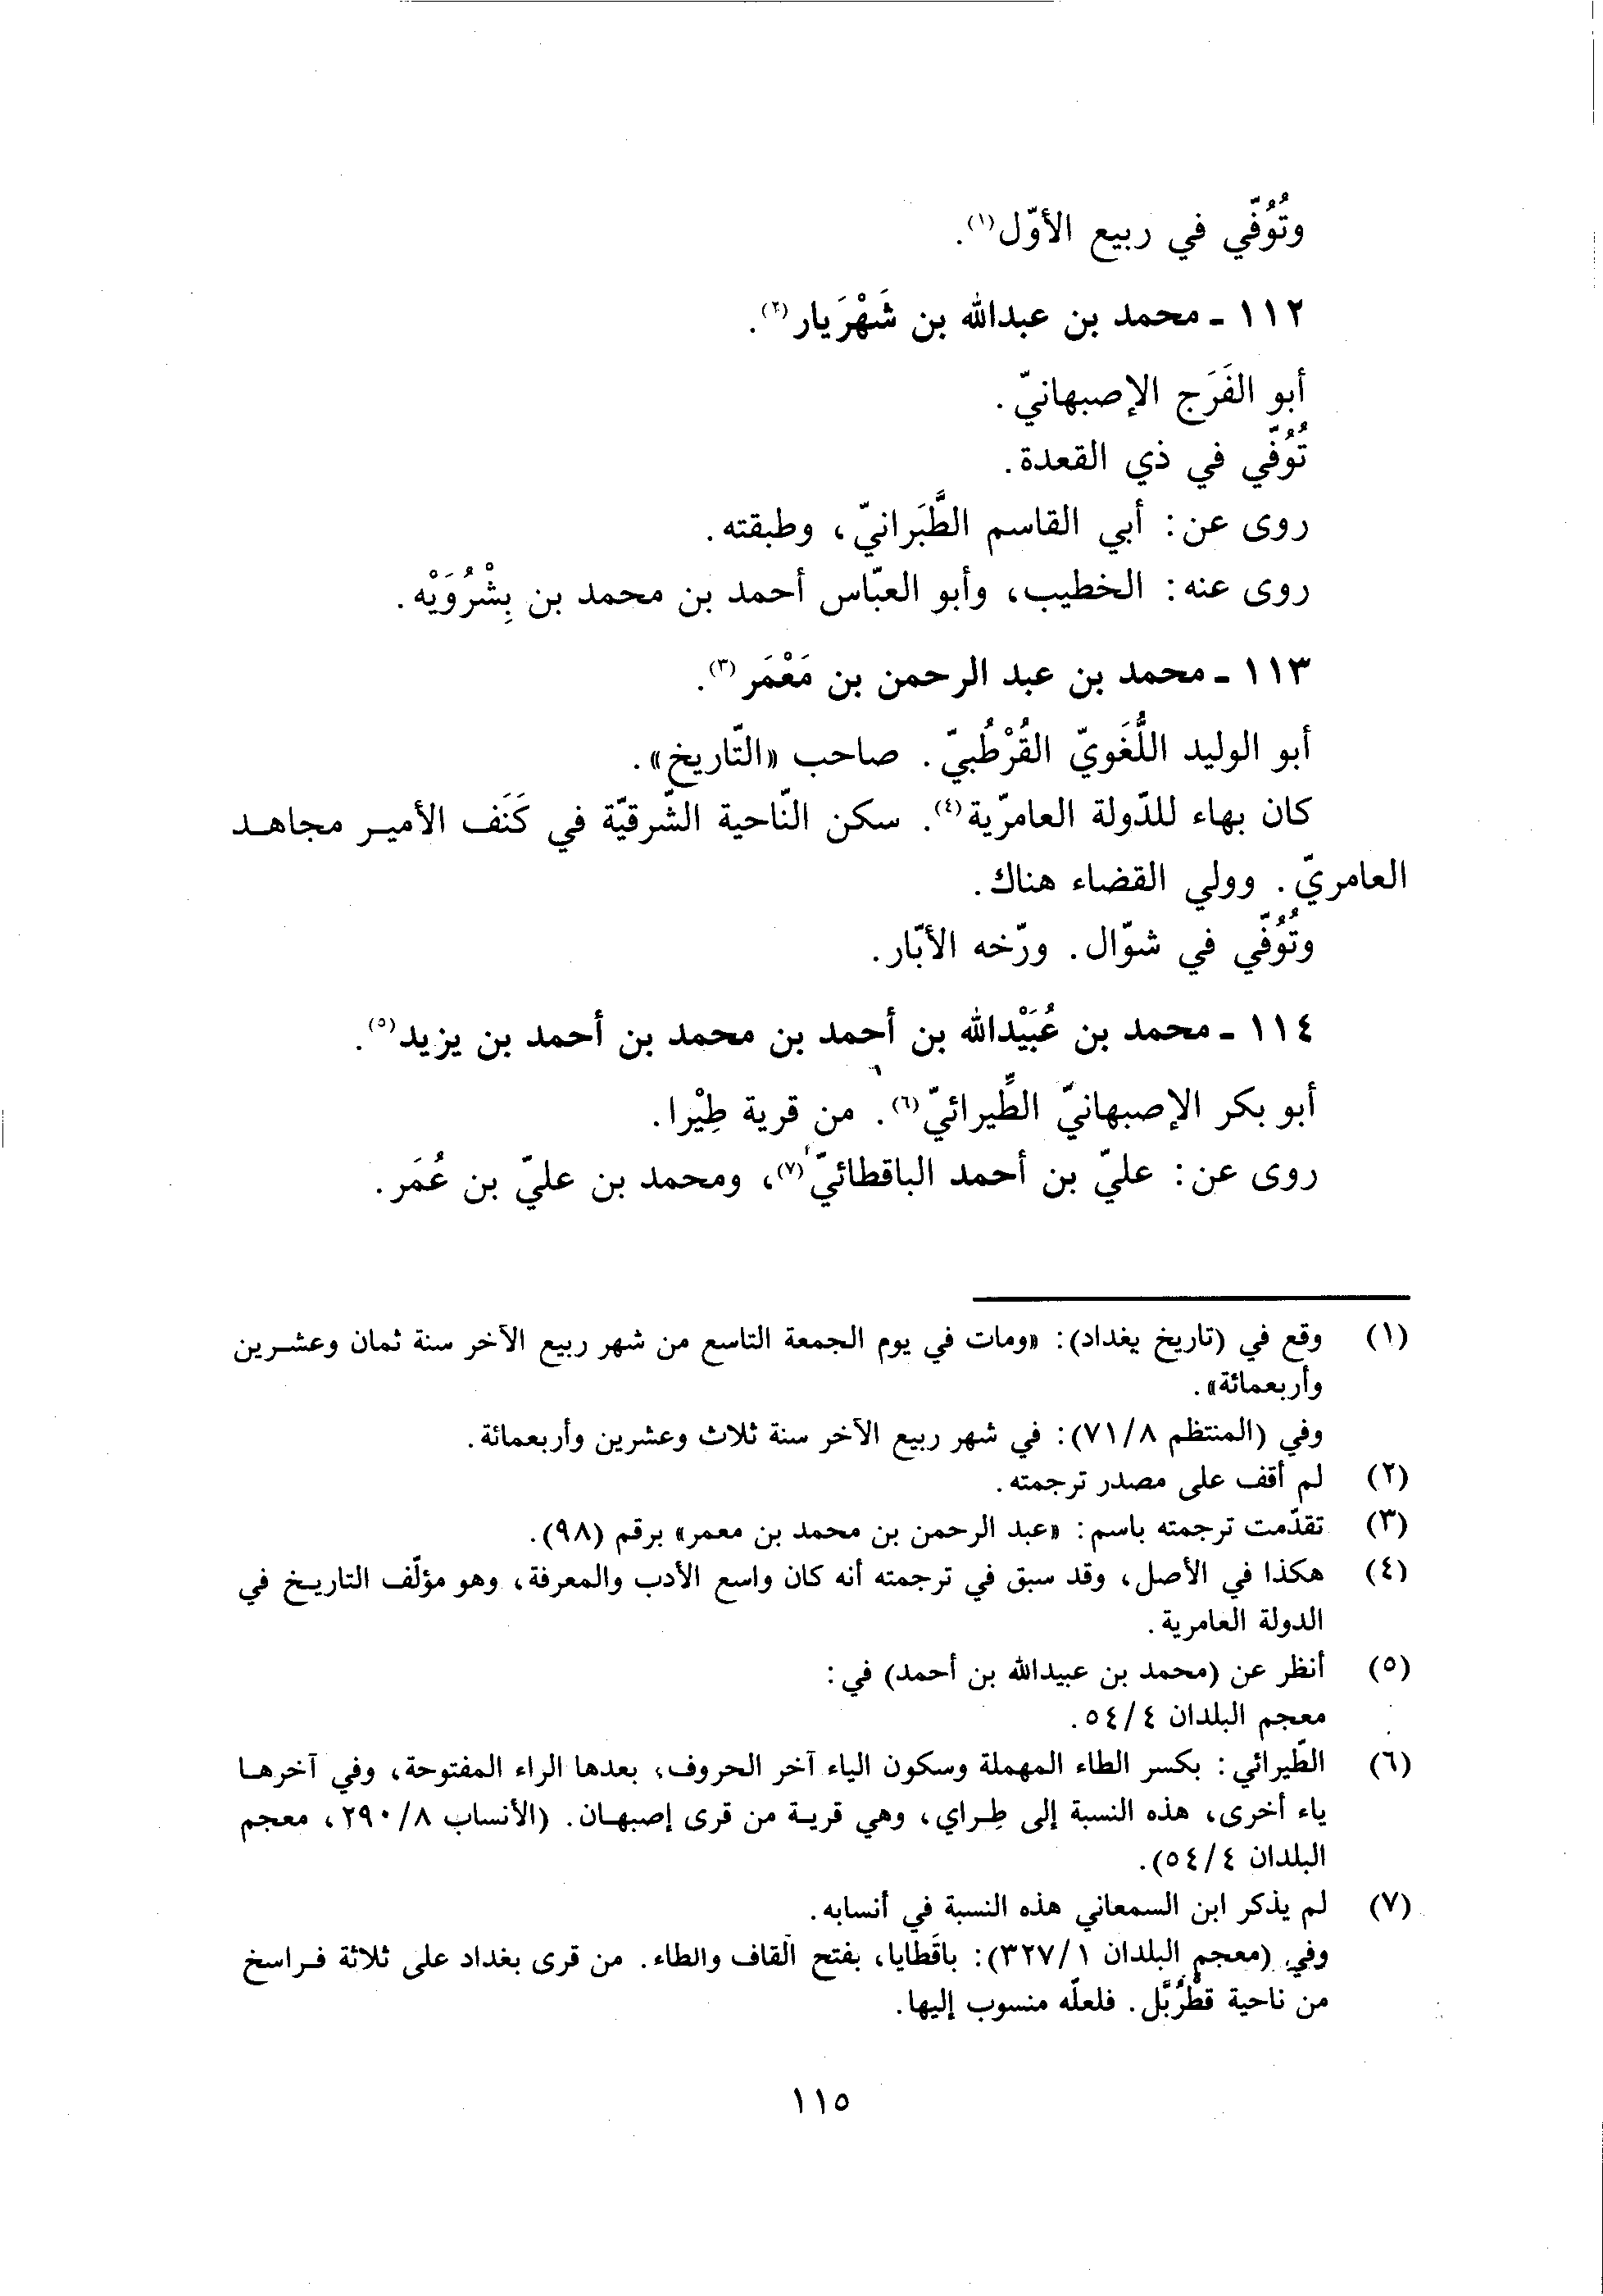 وتُوُفّي في ربيع الأوّل(١).
١١٢ ـ محمد بن عبدالله بن شَهْرَيار(٢).
أبو الفَرَج الإصبهانيّ.
تُوُفّي في ذي القعدة.
روى عن: أبي القاسم الطَّبَرانيّ، وطبقته.
روى عنه: الخطيب، وأبو العبّاس أحمد بن محمد بن بِشْرُوَيْه.
١١٣ ـ محمد بن عبد الرحمن بن مَعْمَر(٣).
أبو الوليد اللُّغَويّ القُرْطُبيّ. صاحب «التّاريخ».
كان بهاء للدّولة العامرّية(٤). سكن النّاحية الشّرقيّة في كَنَف الأمير مجاهد
العامريّ. وولي القضاء هناك.
وتُوُفّي في شوّال. ورّخه الأبّار.
١١٤ ـ محمد بن عُبَيْدالله بن أحمد بن محمد بن أحمد بن يزيد(٥).
أبو بكر الإصبهانيّ الطِّيرائيّ(٦). من قرية طِيْرا.
روى عن: عليّ بن أحمد الباقطائيّ(٧)، ومحمد بن عليّ بن عُمَر.
(١) وقع في (تاريخ بغداد): «ومات في يوم الجمعة التاسع من شهر ربيع الآخر سنة ثمان وعشرين
وأربعمائة».
وفي (المنتظم ٧١/٨): في شهر ربيع الآخر سنة ثلاث وعشرين وأربعمائة.
(٢) لم أقف على مصدر ترجمته.
(٣) تقدّمت ترجمته باسم: «عبد الرحمن بن محمد بن معمر» برقم (٩٨).
(٤) هكذا في الأصل، وقد سبق في ترجمته أنه كان واسع الأدب والمعرفة، وهو مؤلّف التاريخ في
الدولة العامرية.
(٥) أنظر عن (محمد بن عبيدالله بن أحمد) في:
معجم البلدان ٥٤/٤.
(٦) الطّيرائي: بكسر الطاء المهملة وسكون الياء آخر الحروف، بعدها الراء المفتوحة، وفي آخرها
ياء أخرى، هذه النسبة إلى طِراي، وهي قرية من قرى إصبهان. (الأنساب ٢٩٠/٨، معجم
البلدان ٥٤/٤).
(٧) لم يذكر ابن السمعاني هذه النسبة في أنسابه.
وفي (معجم البلدان ٣٢٧/١): باقَطايا، بفتح القاف والطاء. من قرى بغداد على ثلاثة فراسخ
من ناحية قطْرُبَّل. فلعلّه منسوب إليها.
١١٥